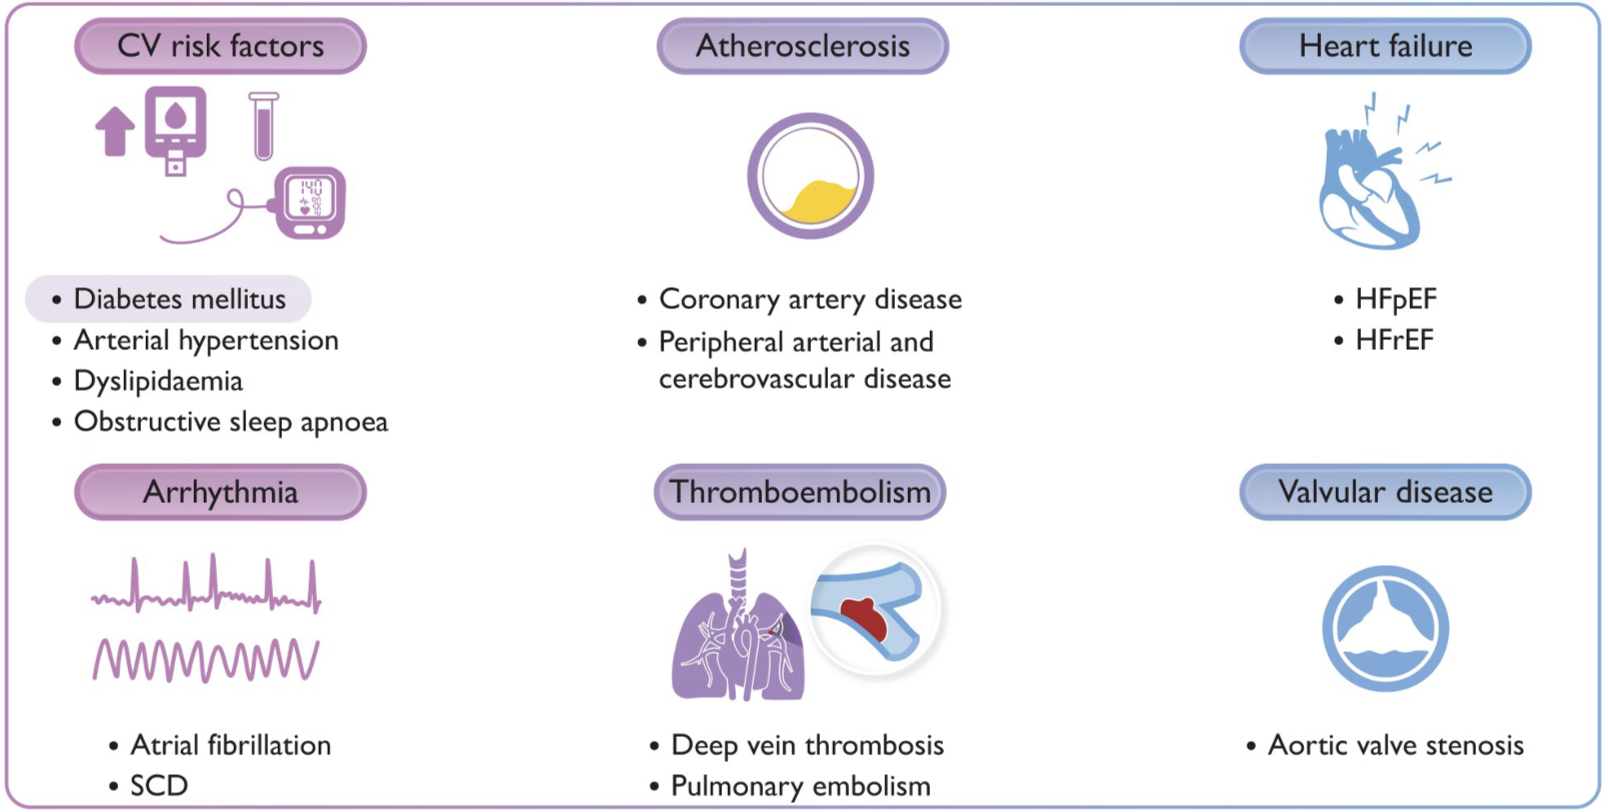 CV risk factors
Atherosclerosis
Heart failure
140
• Diabetes mellitus
• Arterial hypertension
• Dyslipidaemia
• Obstructive sleep apnoea
• Coronary artery disease
• Peripheral arterial and
cerebrovascular disease
• HFpEF
• HFrEF
Arrhythmia
Thromboembolism
Valvular disease
• Atrial fibrillation
• SCD
• Deep vein thrombosis
• Pulmonary embolism
• Aortic valve stenosis